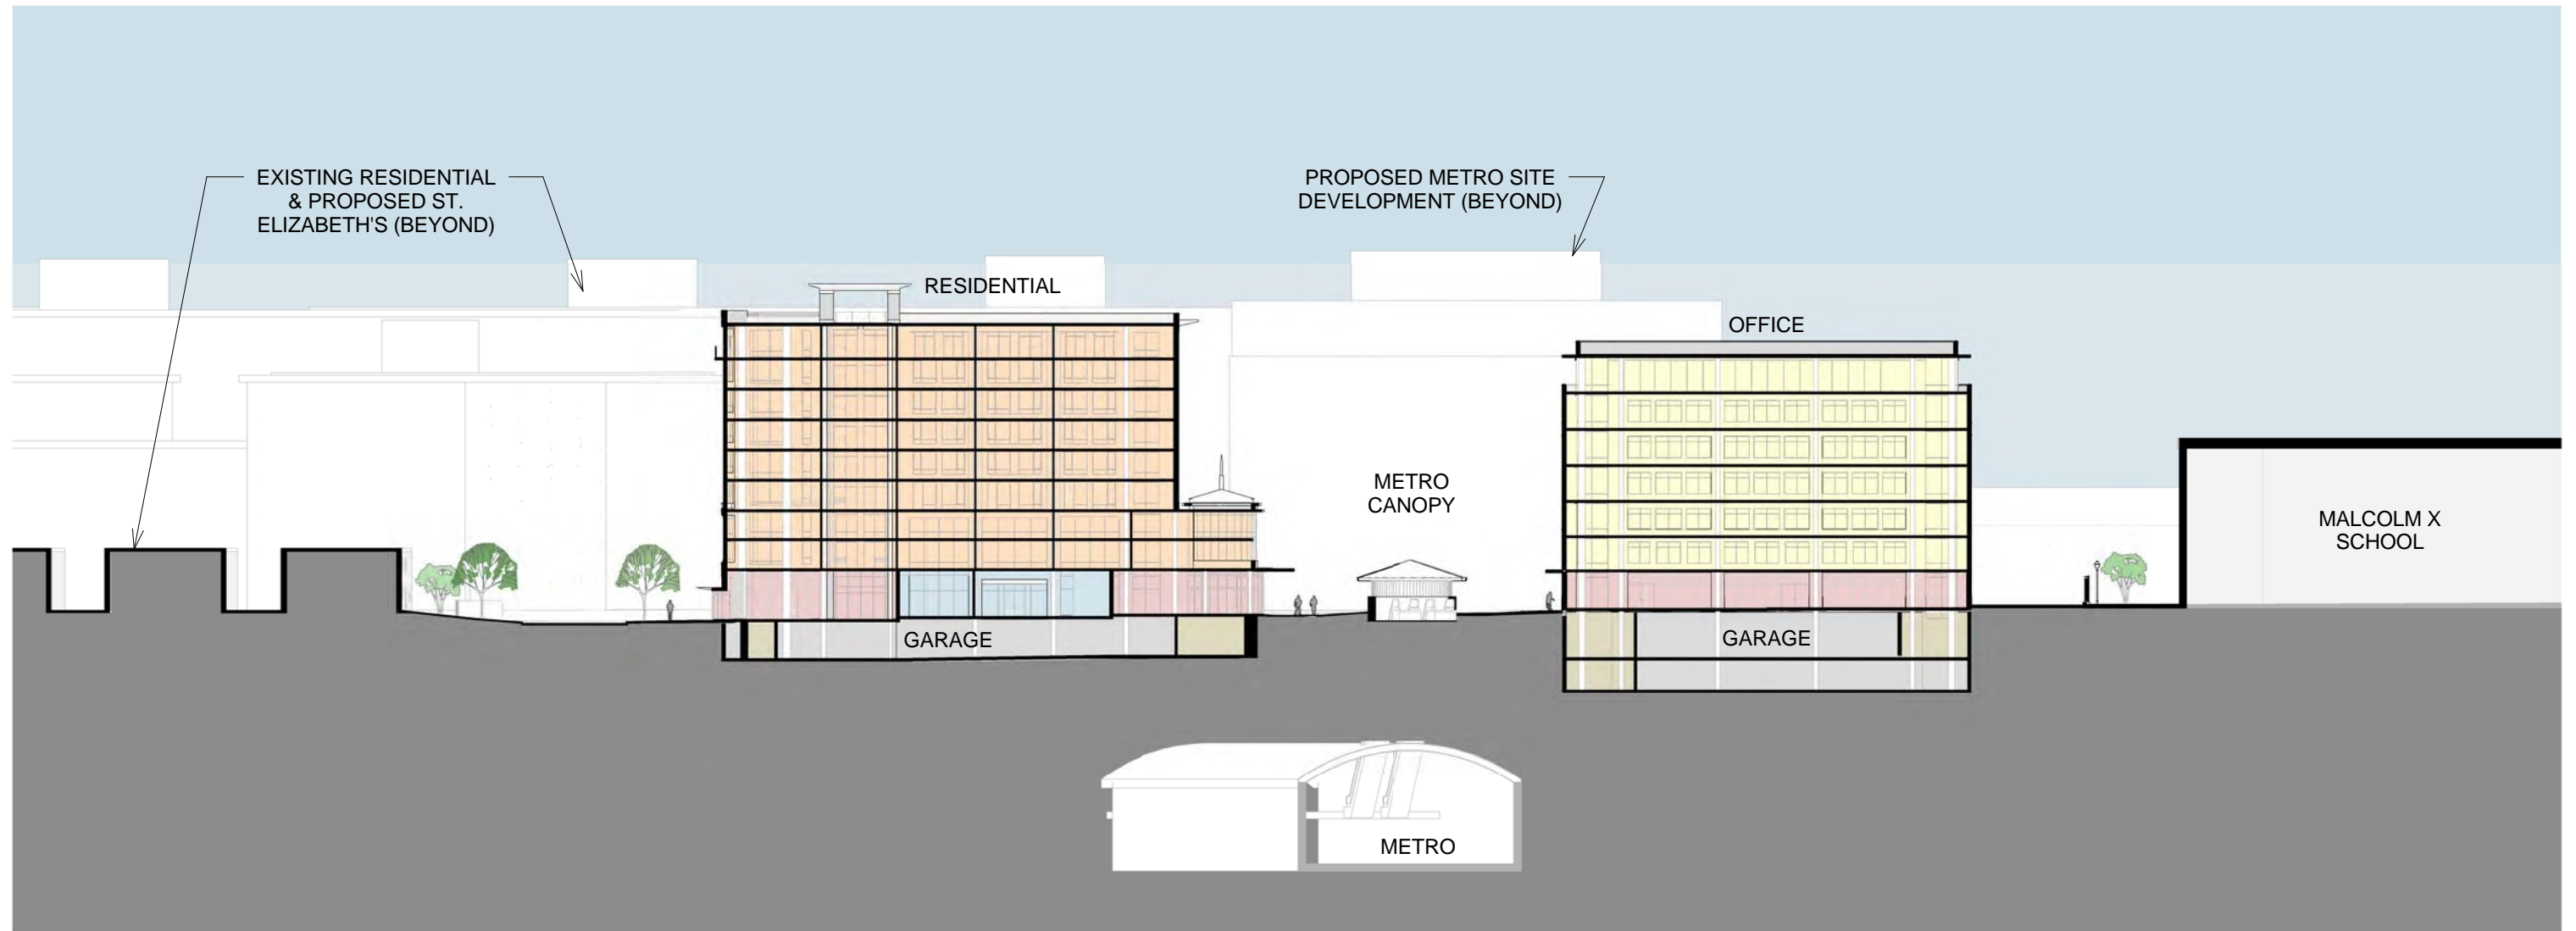 EXISTING RESIDENTIAL
& PROPOSED ST.
ELIZABETH'S (BEYOND)
PROPOSED METRO SITE
DEVELOPMENT (BEYOND)
RESIDENTIAL
OFFICE
METRO
CANOPY
MALCOLM X
SCHOOL
GARAGE
GARAGE
METRO